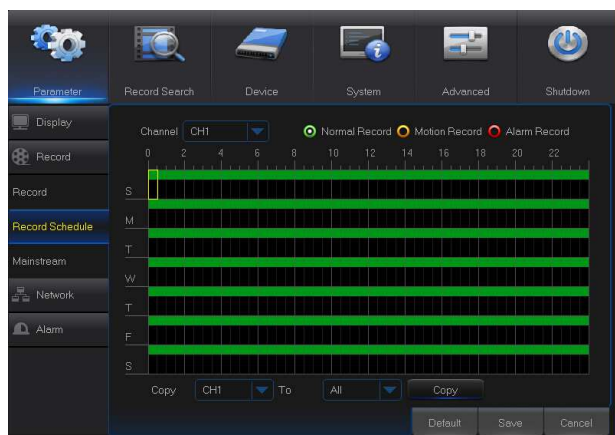 Parameter Record Search Device System Advanced Shutdown
Display
Record
Record
Record Schedule
Mainstream
Network
Alarm
Channel CH1 Normal Record Motion Record Alarm Record
0 2 4 6 8 10 12 14 16 18 20 22
S
M
T
W
T
F
S
Copy CH1 To All Copy
Default Save Cancel